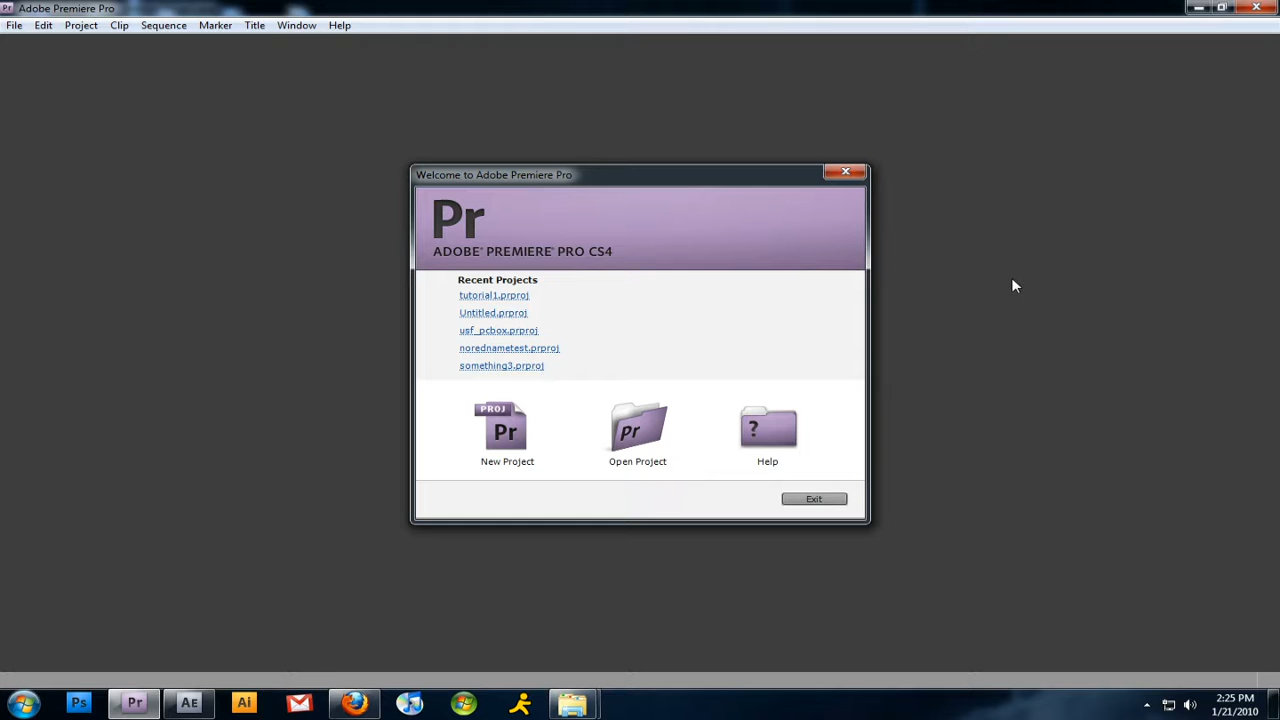 Pr Adobe Premiere Pro
File Edit Project Clip Sequence Marker Title Window Help
Welcome to Adobe Premiere Pro
Pr
ADOBE® PREMIERE® PRO CS4
Recent Projects
tutorial1.prproj
Untitled.prproj
usf_pcbox.prproj
norednametest.prproj
something3.prproj
PROJ
Pr
Pr
?
New Project
Open Project
Help
Exit
Ps
Pr
AE
Ai
2:25 PM
1/21/2010